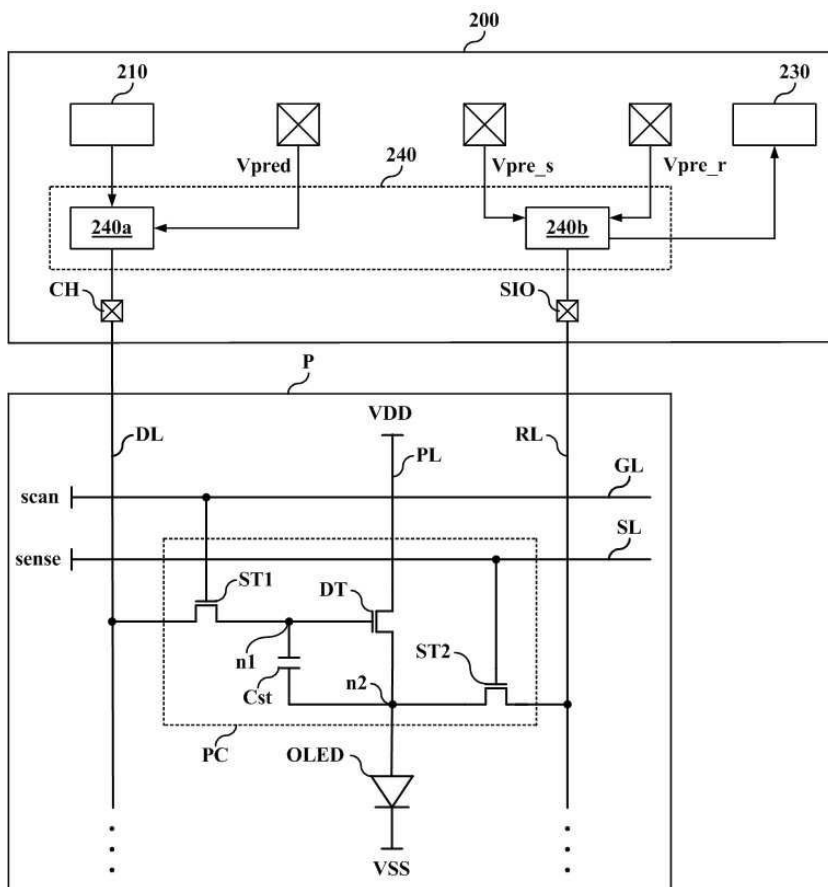 200
210
230
Vpred
240
Vpre_s
Vpre_r
240a
240b
CH
SIO
P
VDD
DL
PL
RL
GL
scan
SL
sense
ST1
DT
ST2
n1
Cst
n2
PC
OLED
VSS